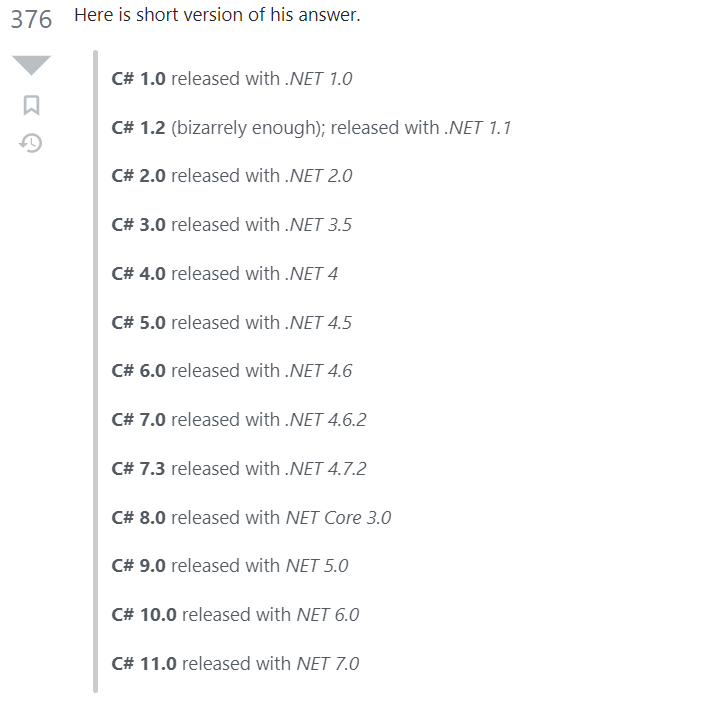 376
Here is short version of his answer.
C# 1.0 released with .NET 1.0
C# 1.2 (bizarrely enough); released with .NET 1.1
C# 2.0 released with .NET 2.0
C# 3.0 released with .NET 3.5
C# 4.0 released with .NET 4
C# 5.0 released with .NET 4.5
C# 6.0 released with .NET 4.6
C# 7.0 released with .NET 4.6.2
C# 7.3 released with .NET 4.7.2
C# 8.0 released with NET Core 3.0
C# 9.0 released with NET 5.0
C# 10.0 released with NET 6.0
C# 11.0 released with NET 7.0